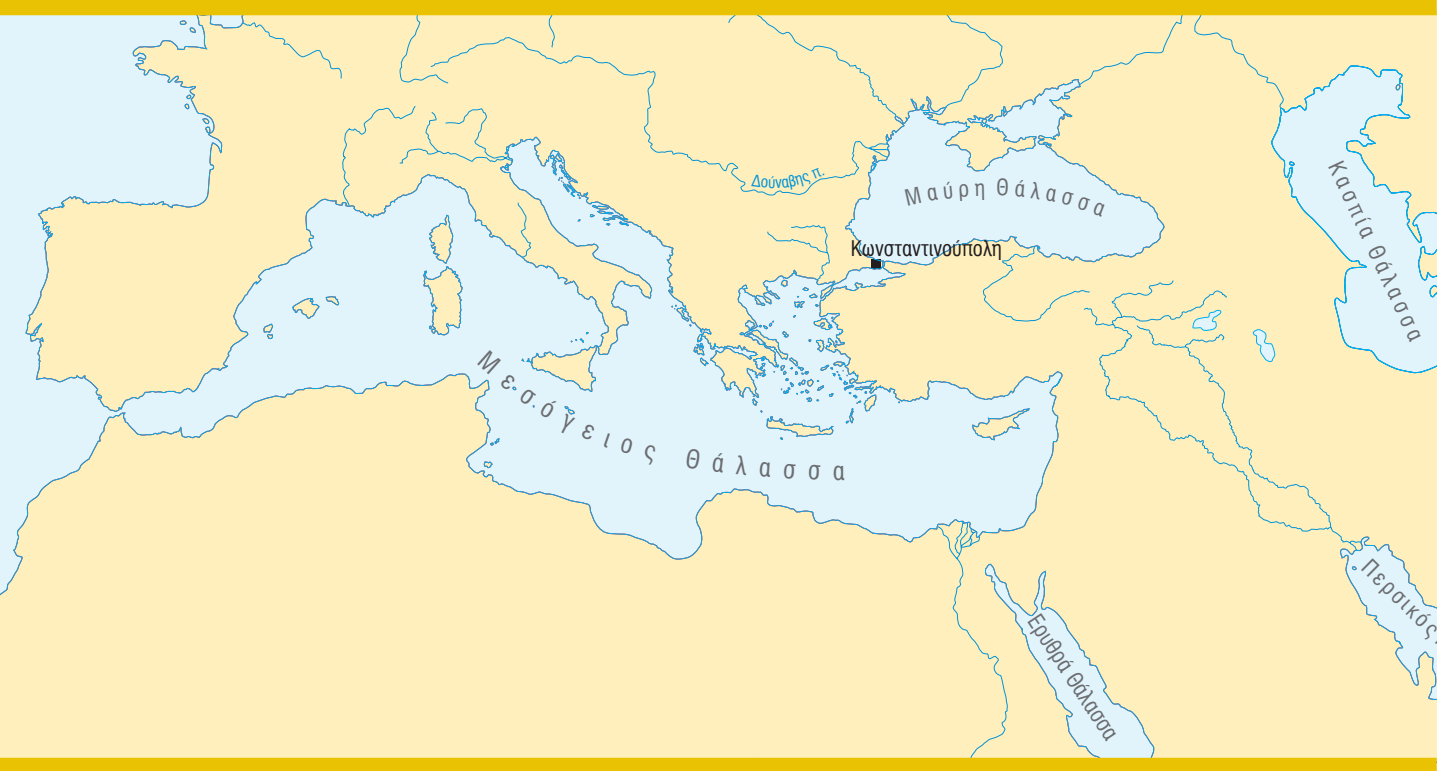 Δούναβης π.
Μαύρη Θάλασσα
Κασπία Θάλασσα
Κωνσταντινούπολη
Μεσόγειος Θάλασσα
Περσικός
Ερυθρά Θάλασσα